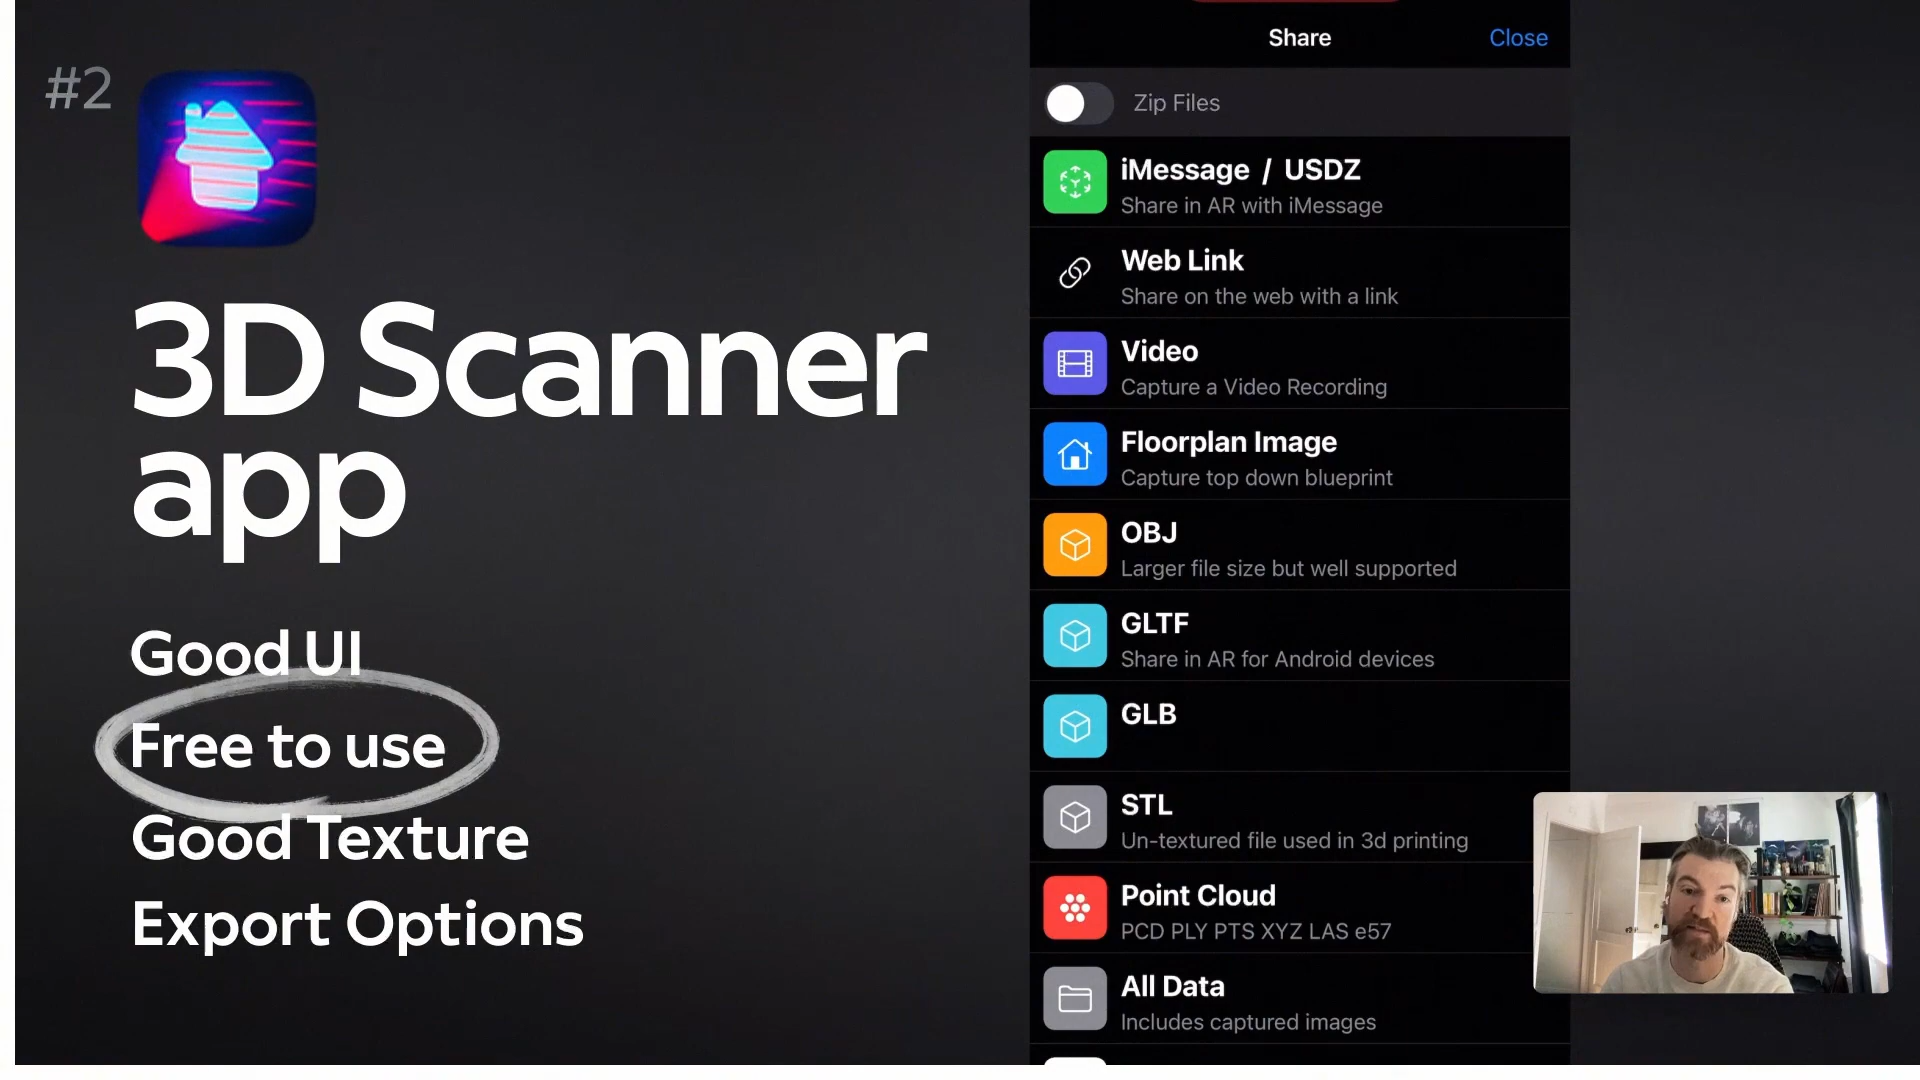 #2
3D Scanner
app
Good UI
Free to use
Good Texture
Export Options
Share
Close
Zip Files
iMessage / USDZ
Share in AR with iMessage
Web Link
Share on the web with a link
Video
Capture a Video Recording
Floorplan Image
Capture top down blueprint
OBJ
Larger file size but well supported
GLTF
Share in AR for Android devices
GLB
STL
Un-textured file used in 3d printing
Point Cloud
PCD PLY PTS XYZ LAS e57
All Data
Includes captured images